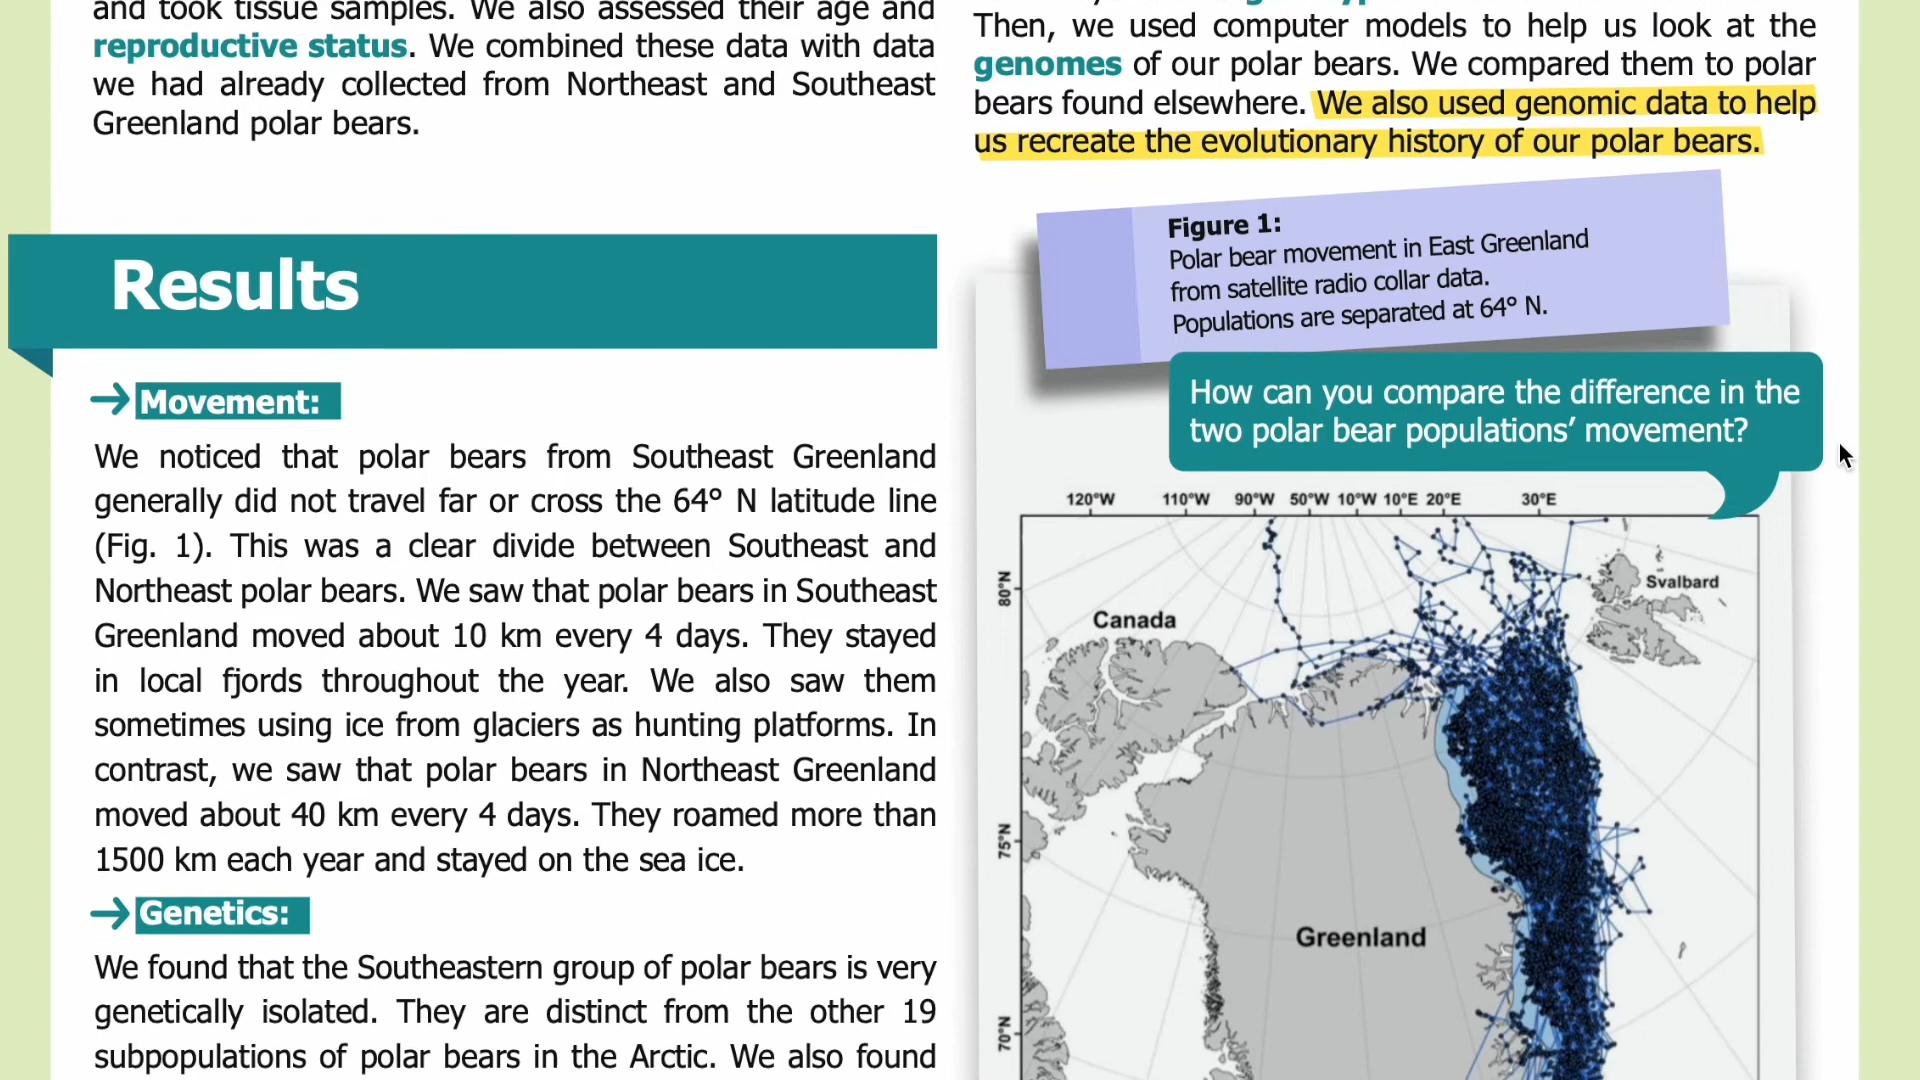 and took tissue samples. We also assessed their age and
reproductive status. We combined these data with data
we had already collected from Northeast and Southeast
Greenland polar bears.
Results
Movement:
We noticed that polar bears from Southeast Greenland
generally did not travel far or cross the 64° N latitude line
(Fig. 1). This was a clear divide between Southeast and
Northeast polar bears. We saw that polar bears in Southeast
Greenland moved about 10 km every 4 days. They stayed
in local fjords throughout the year. We also saw them
sometimes using ice from glaciers as hunting platforms. In
contrast, we saw that polar bears in Northeast Greenland
moved about 40 km every 4 days. They roamed more than
1500 km each year and stayed on the sea ice.
Genetics:
We found that the Southeastern group of polar bears is very
genetically isolated. They are distinct from the other 19
subpopulations of polar bears in the Arctic. We also found
Then, we used computer models to help us look at the
genomes of our polar bears. We compared them to polar
bears found elsewhere. We also used genomic data to help
us recreate the evolutionary history of our polar bears.
Figure 1:
Polar bear movement in East Greenland
from satellite radio collar data.
Populations are separated at 64° N.
How can you compare the difference in the
two polar bear populations’ movement?
120°W 110°W 90°W 50°W 10°W 10°E 20°E 30°E
80°N
Svalbard
Canada
75°N
Greenland
70°N